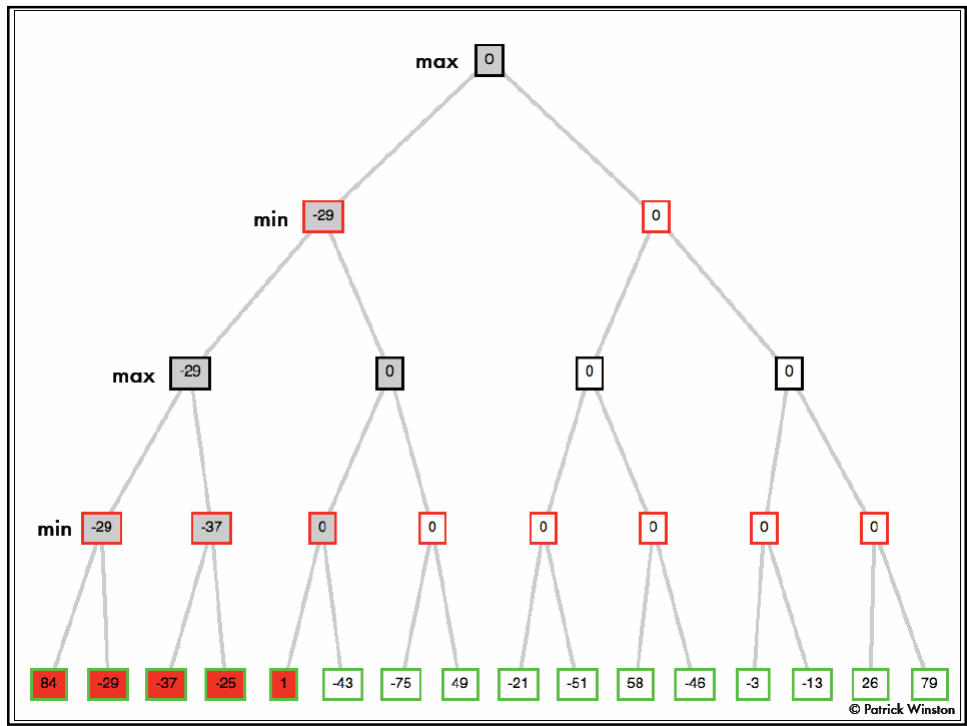 max 0
min -29 0
max -29 0 0 0
min -29 -37 0 0 0 0 0 0
84 -29 -37 -25 1 -43 -75 49 -21 -51 58 -46 -3 -13 26 79
© Patrick Winston